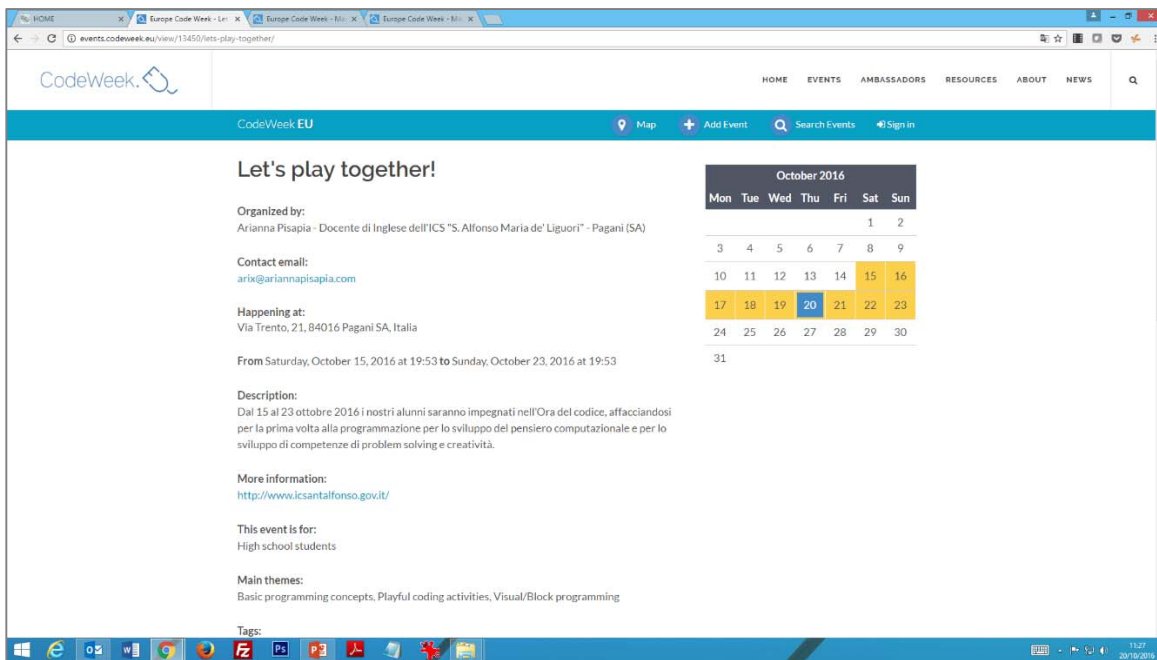 HOME
Europe Code Week - Let
Europe Code Week - Ma
Europe Code Week - Ma
events.codeweek.eu/view/13450/lets-play-together/
CodeWeek.
HOME EVENTS AMBASSADORS RESOURCES ABOUT NEWS
CodeWeek EU
Map Add Event Search Events Sign in
Let's play together!
Organized by:
Arianna Pisapia - Docente di Inglese dell'ICS "S. Alfonso Maria de' Liguori" - Pagani (SA)
Contact email:
arix@ariannapisapia.com
Happening at:
Via Trento, 21, 84016 Pagani SA, Italia
From Saturday, October 15, 2016 at 19:53 to Sunday, October 23, 2016 at 19:53
Description:
Dal 15 al 23 ottobre 2016 i nostri alunni saranno impegnati nell'Ora del codice, affacciandosi
per la prima volta alla programmazione per lo sviluppo del pensiero computazionale e per lo
sviluppo di competenze di problem solving e creatività.
More information:
http://www.icsantalfonso.gov.it/
This event is for:
High school students
Main themes:
Basic programming concepts, Playful coding activities, Visual/Block programming
Tags:
October 2016
Mon Tue Wed Thu Fri Sat Sun
1 2
3 4 5 6 7 8 9
10 11 12 13 14 15 16
17 18 19 20 21 22 23
24 25 26 27 28 29 30
31
11:27
20/10/2016